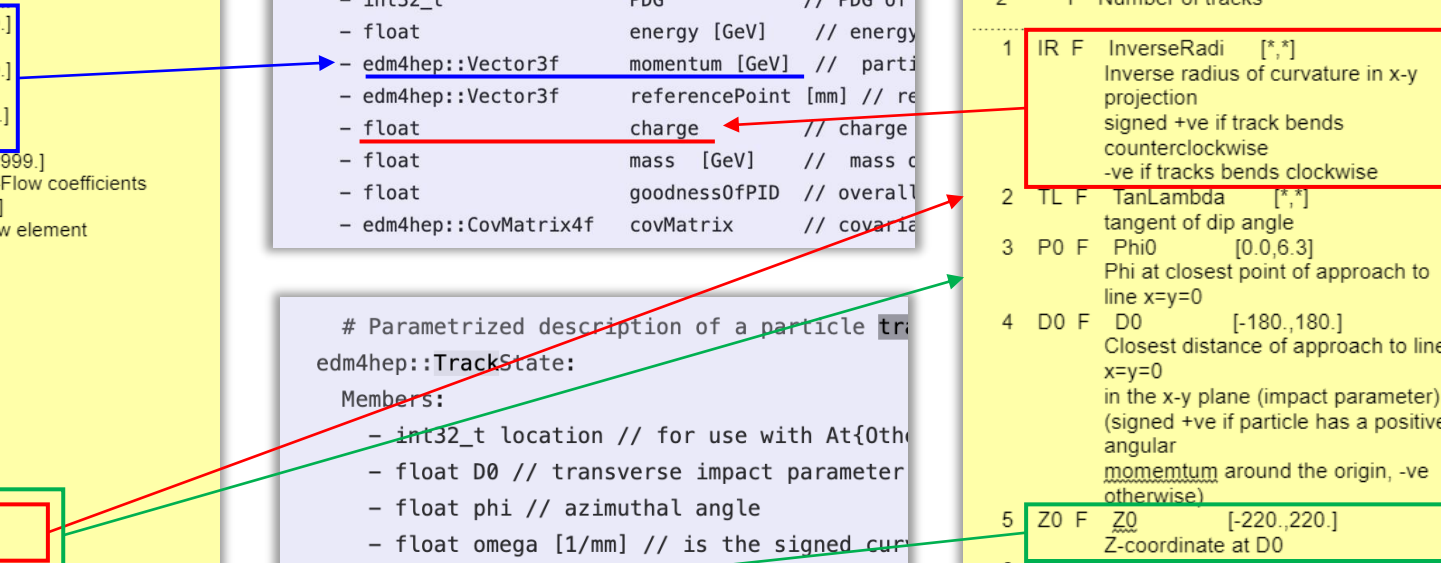 .]
.]
.]
999.]
Flow coefficients
]
w element
- int32_t PDG // PDG of
- float energy [GeV] // energy
- edm4hep::Vector3f momentum [GeV] // parti
- edm4hep::Vector3f referencePoint [mm] // re
- float charge // charge
- float mass [GeV] // mass o
- float goodnessOfPID // overall
- edm4hep::CovMatrix4f covMatrix // covaria
# Parametrized description of a particle tra
edm4hep::TrackState:
Members:
- int32_t location // for use with At{Othe
- float D0 // transverse impact parameter
- float phi // azimuthal angle
- float omega [1/mm] // is the signed curv
2 F Number of tracks
1 IR F InverseRadi [*,*]
Inverse radius of curvature in x-y
projection
signed +ve if track bends
counterclockwise
-ve if tracks bends clockwise
2 TL F TanLambda [*,*]
tangent of dip angle
3 P0 F Phi0 [0.0,6.3]
Phi at closest point of approach to
line x=y=0
4 D0 F D0 [-180.,180.]
Closest distance of approach to line
x=y=0
in the x-y plane (impact parameter)
(signed +ve if particle has a positive
angular
momemtum around the origin, -ve
otherwise)
5 Z0 F Z0 [-220.,220.]
Z-coordinate at D0